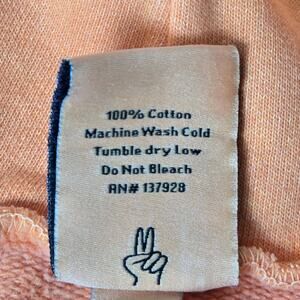 100% Cotton
Machine Wash Cold
Tumble dry Low
Do Not Bleach
RN# 137928